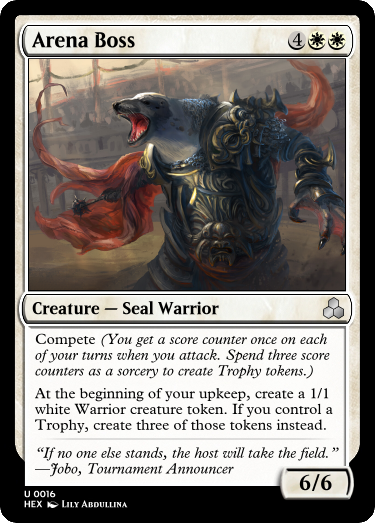 Arena Boss 4
Creature — Seal Warrior
Compete (You get a score counter once on each
of your turns when you attack. Spend three score
counters as a sorcery to create Trophy tokens.)
At the beginning of your upkeep, create a 1/1
white Warrior creature token. If you control a
Trophy, create three of those tokens instead.
“If no one else stands, the host will take the field.”
—Jobo, Tournament Announcer
6/6
U 0016
HEX Lily Abdullina